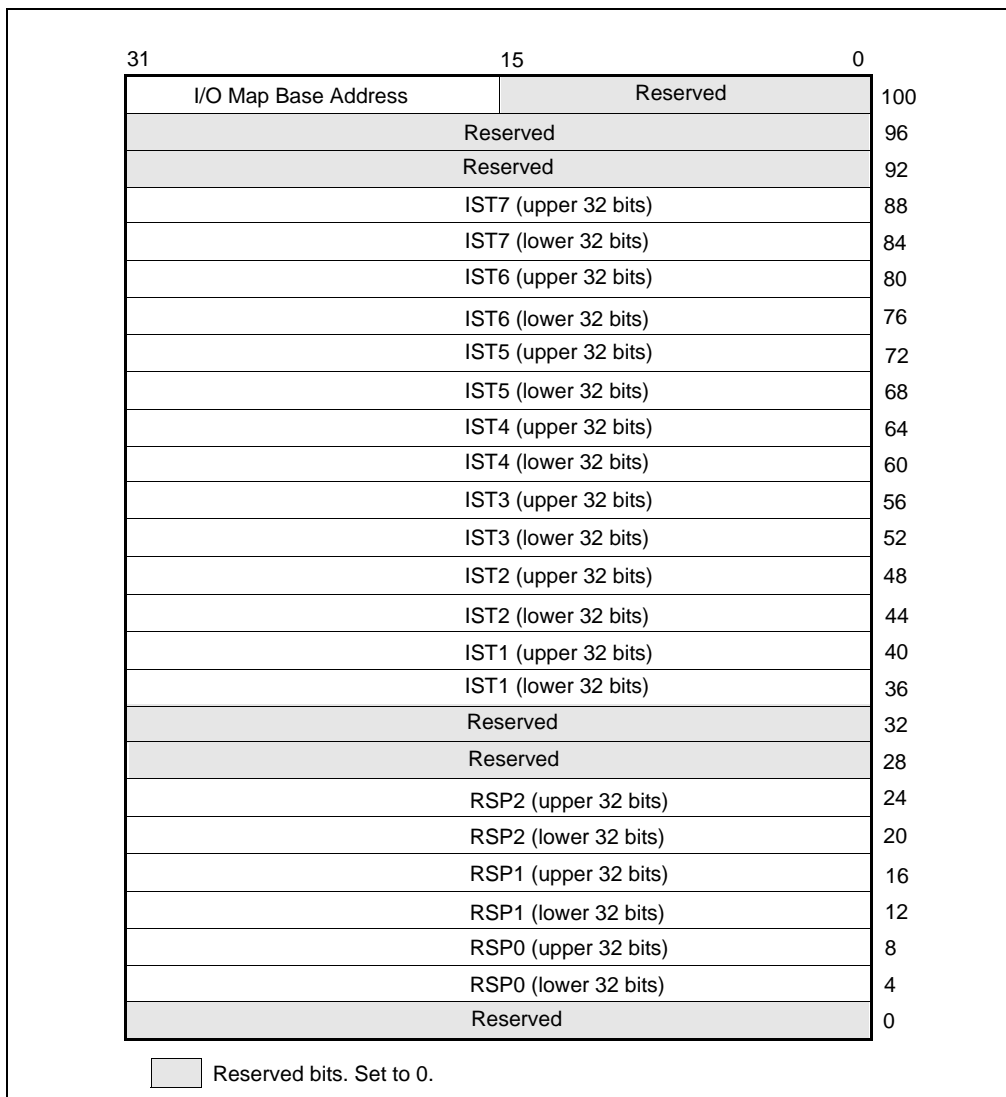 31 15 0
I/O Map Base Address Reserved 100
Reserved 96
Reserved 92
IST7 (upper 32 bits) 88
IST7 (lower 32 bits) 84
IST6 (upper 32 bits) 80
IST6 (lower 32 bits) 76
IST5 (upper 32 bits) 72
IST5 (lower 32 bits) 68
IST4 (upper 32 bits) 64
IST4 (lower 32 bits) 60
IST3 (upper 32 bits) 56
IST3 (lower 32 bits) 52
IST2 (upper 32 bits) 48
IST2 (lower 32 bits) 44
IST1 (upper 32 bits) 40
IST1 (lower 32 bits) 36
Reserved 32
Reserved 28
RSP2 (upper 32 bits) 24
RSP2 (lower 32 bits) 20
RSP1 (upper 32 bits) 16
RSP1 (lower 32 bits) 12
RSP0 (upper 32 bits) 8
RSP0 (lower 32 bits) 4
Reserved 0
Reserved bits. Set to 0.